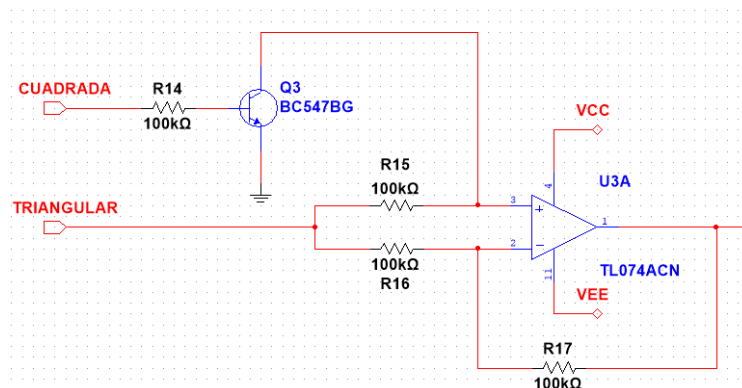 CUADRADA
R14
100kΩ
Q3
BC547BG
VCC
TRIANGULAR
R15
100kΩ
3
4
U3A
1
R16
100kΩ
2
11
TL074ACN
VEE
R17
100kΩ